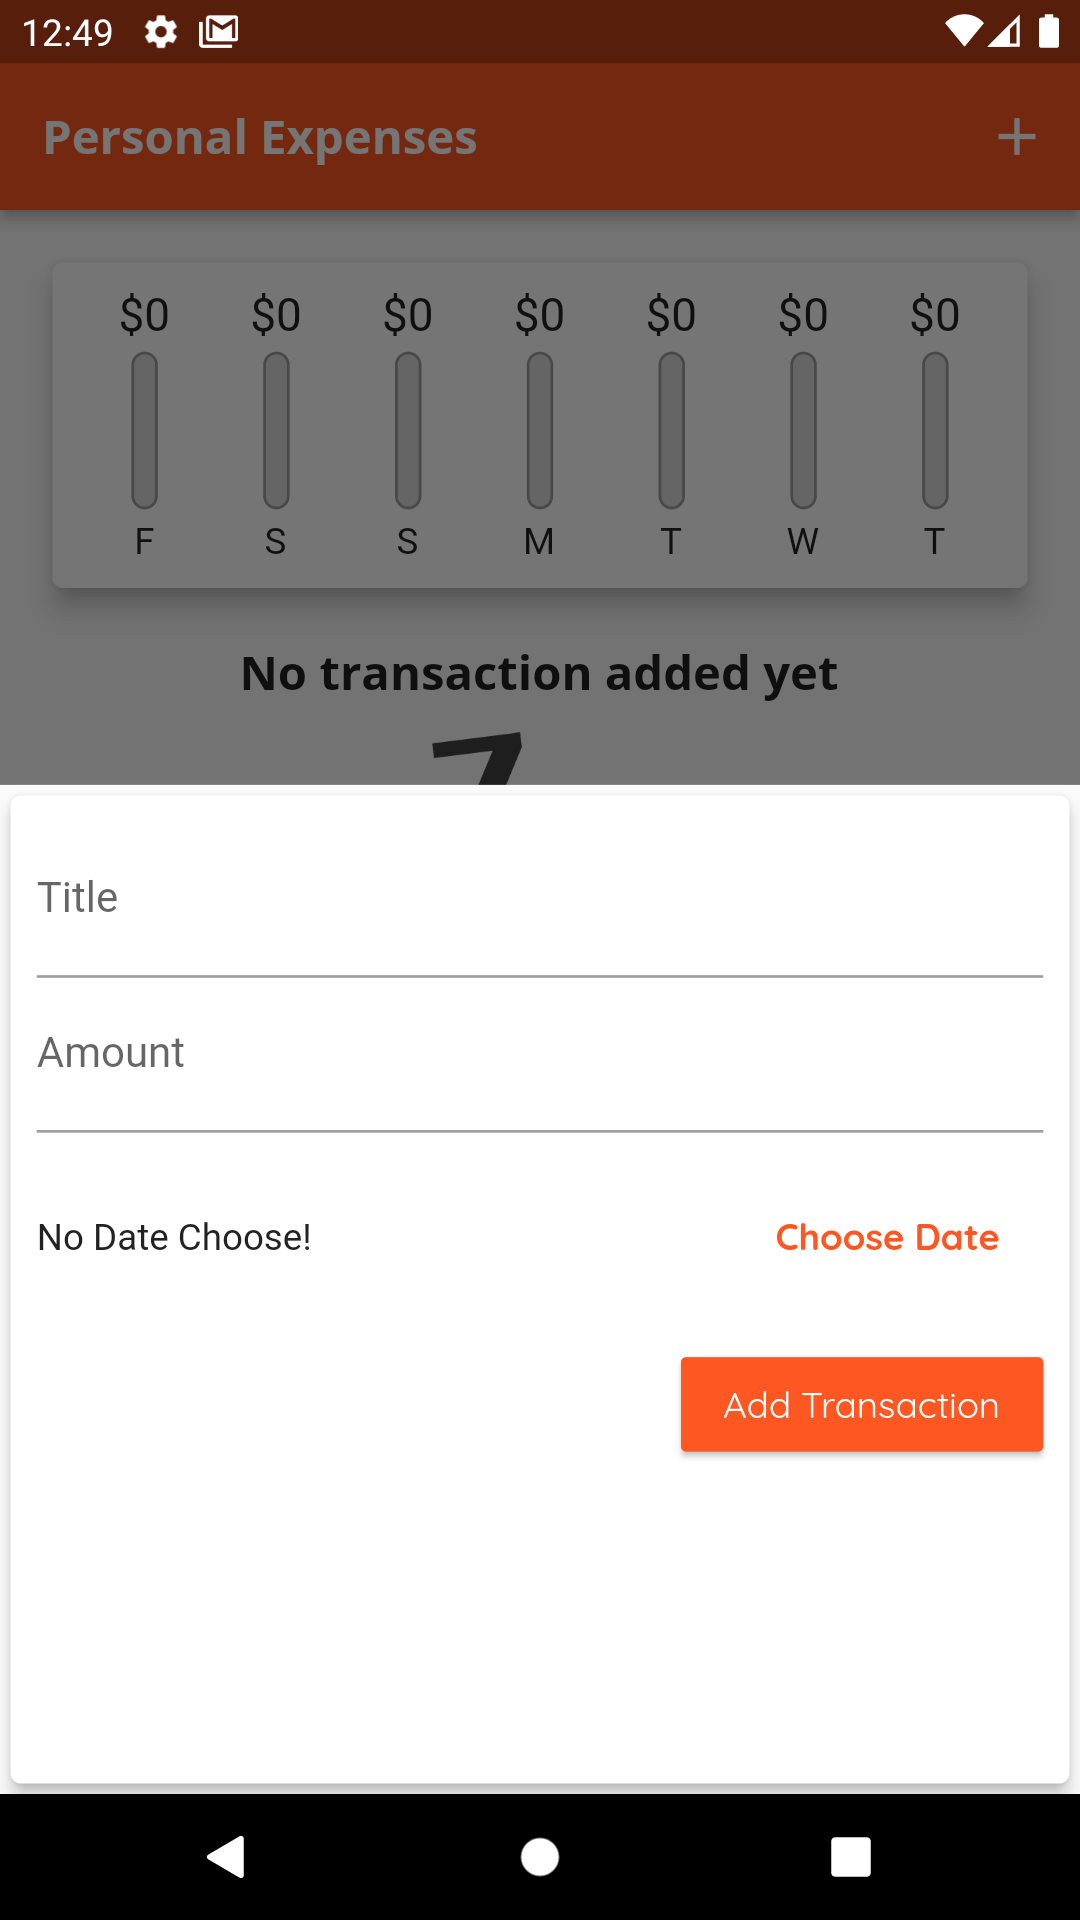 12:49
Personal Expenses
$0 $0 $0 $0 $0 $0 $0
F S S M T W T
No transaction added yet
Title
Amount
No Date Choose! Choose Date
Add Transaction